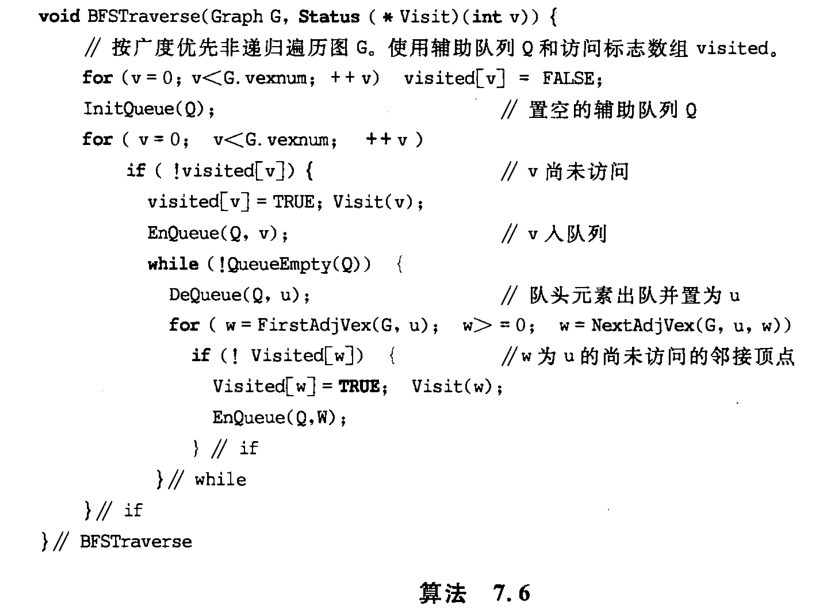 void BFSTraverse(Graph G, Status ( * Visit)(int v)) {
// 按广度优先非递归遍历图 G。使用辅助队列 Q 和访问标志数组 visited。
for (v = 0; v<G. vexnum; ++ v) visited[v] = FALSE;
InitQueue(Q); // 置空的辅助队列 Q
for ( v = 0; v<G. vexnum; ++ v )
if ( !visited[v]) { // v 尚未访问
visited[v] = TRUE; Visit(v);
EnQueue(Q, v); // v 入队列
while (!QueueEmpty(Q)) {
DeQueue(Q, u); // 队头元素出队并置为 u
for ( w = FirstAdjVex(G, u); w> = 0; w = NextAdjVex(G, u, w))
if (! Visited[w]) { //w 为 u 的尚未访问的邻接顶点
Visited[w] = TRUE; Visit(w);
EnQueue(Q,W);
} // if
}// while
}// if
}// BFSTraverse
算法 7.6